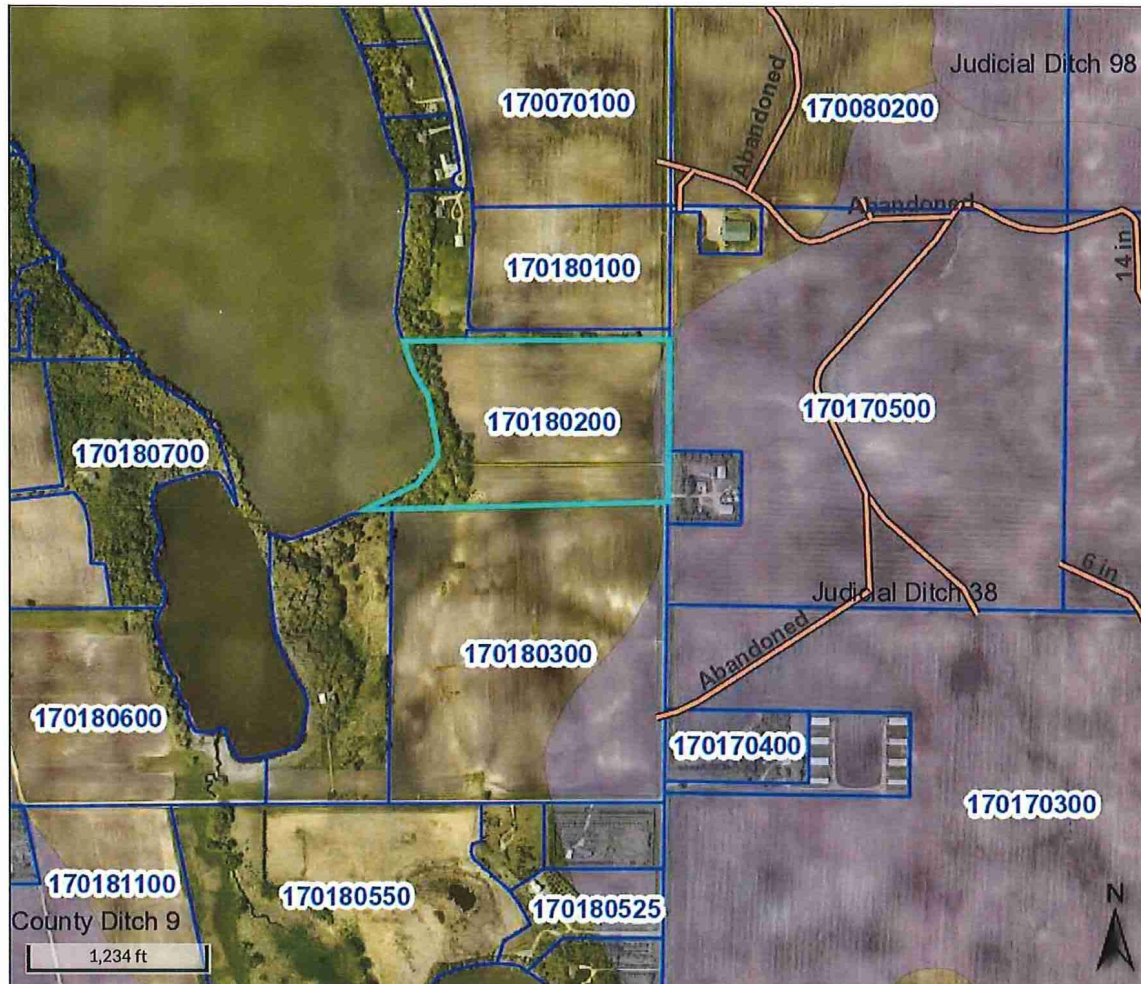 Judicial Ditch 98
170070100
170080200
Abandoned
Abandoned
170180100
14 in
170180200
170170500
170180700
6 in
Judicial Ditch 38
170180300
Abandoned
170180600
170170400
170170300
170181100
170180550
170180525
County Ditch 9
1,234 ft
N